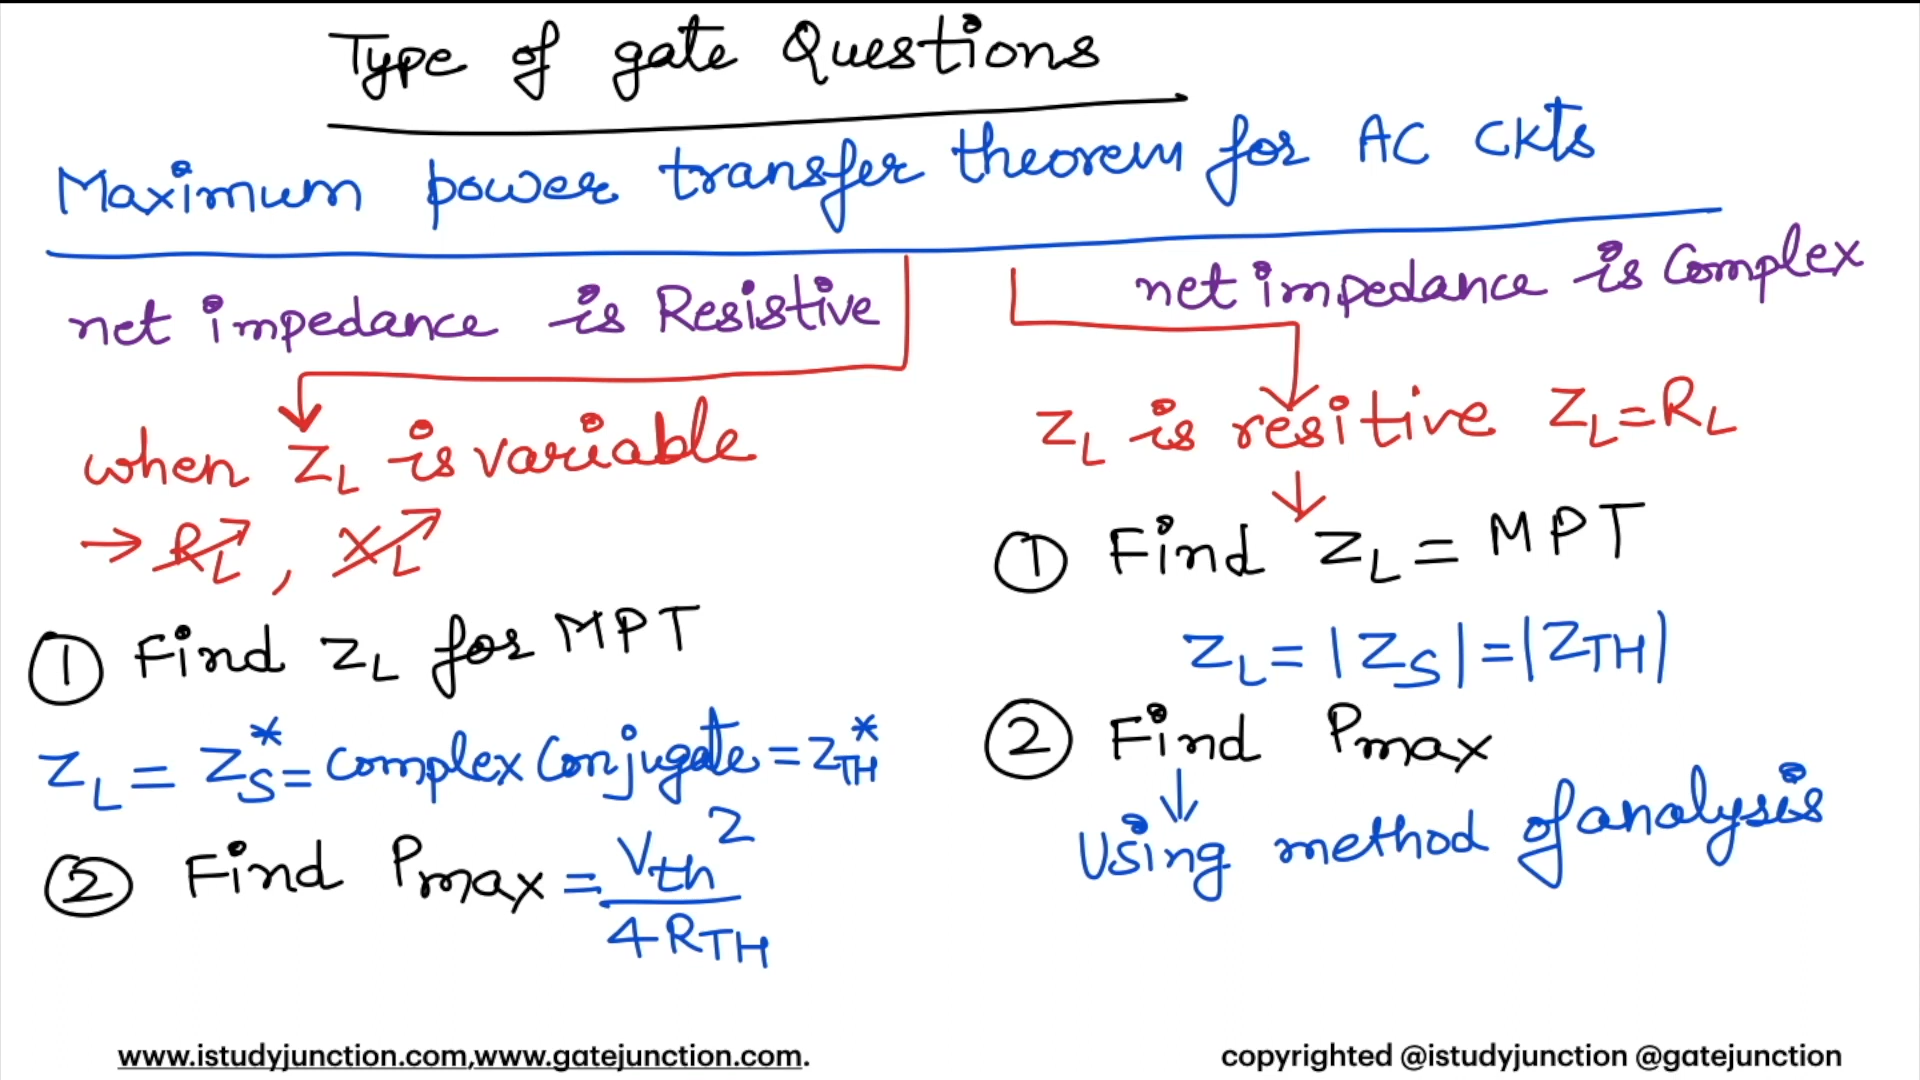 Type of gate Questions
Maximum power transfer theorem for AC CKts
net impedance is Resistive
when ZL is variable
→ RL, XL
① Find ZL for MPT
ZL = ZS* = complex Conjugate = ZTH*
② Find Pmax = Vth² / 4RTH
net impedance is Complex
ZL is resitive ZL=RL
① Find ZL = MPT
ZL = |ZS| = |ZTH|
② Find Pmax
Using method of analysis
www.istudyjunction.com,www.gatejunction.com.
copyrighted @istudyjunction @gatejunction